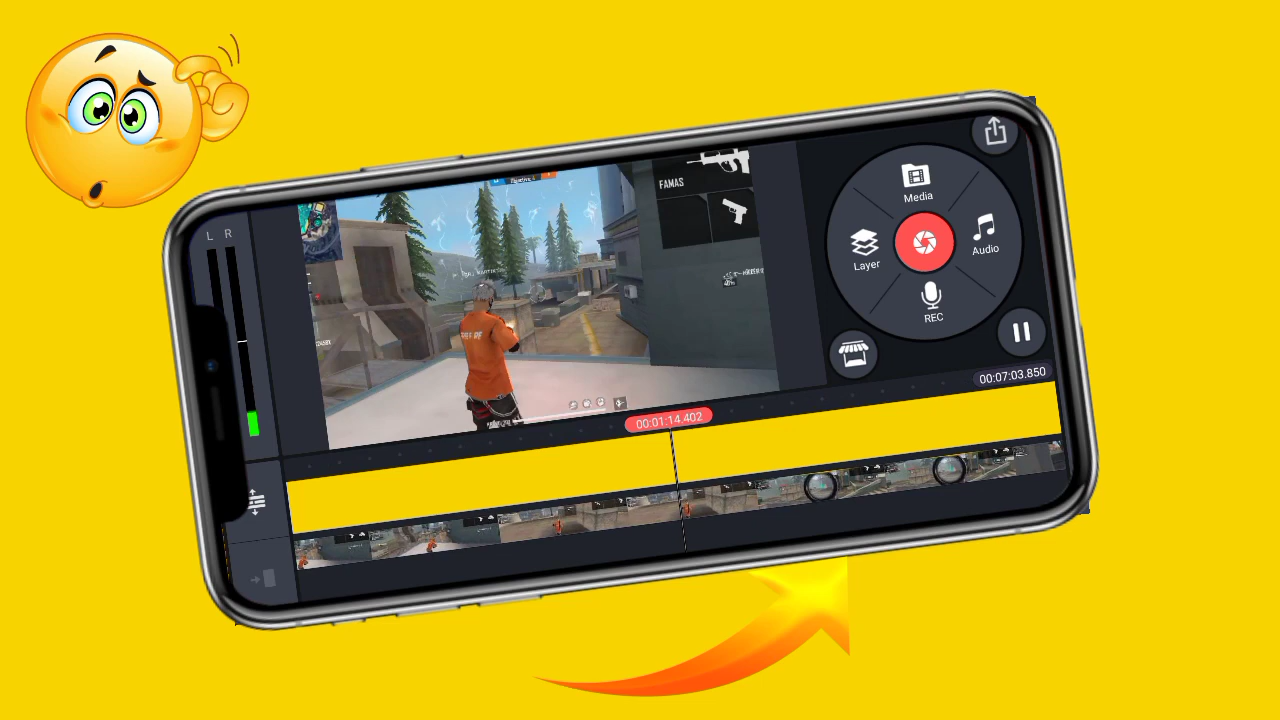 L R
FAMAS
Media
Layer
Audio
REC
00:07:03.850
00:01:14.402